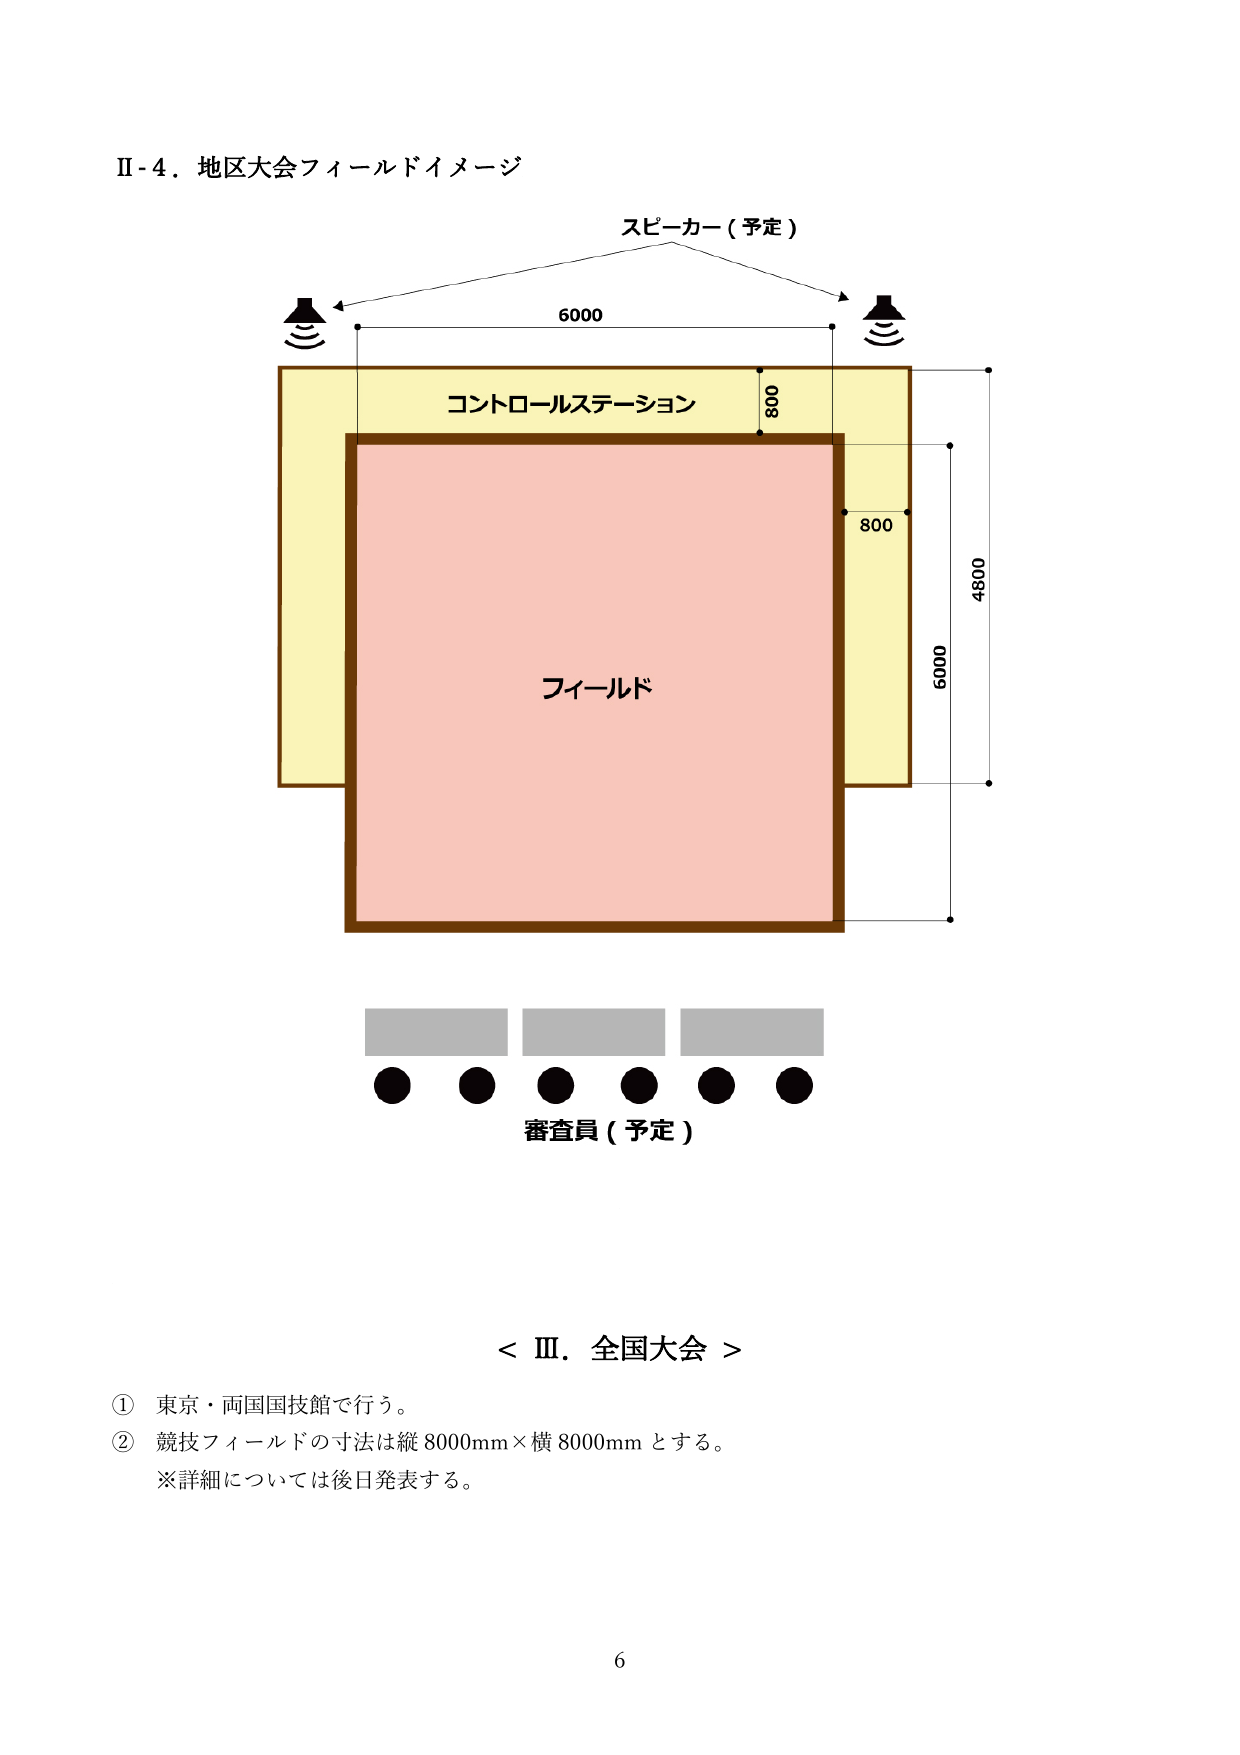 Ⅱ-４．地区大会フィールドイメージ
スピーカー ( 予定 )
6000
コントロールステーション
800
800
4800
6000
フィールド
審査員 ( 予定 )
＜ Ⅲ．全国大会 ＞
① 東京・両国国技館で行う。
② 競技フィールドの寸法は縦 8000mm×横 8000mm とする。
※詳細については後日発表する。
6